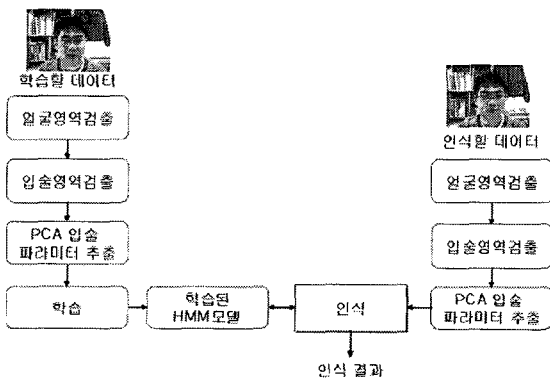 학습할 데이터
얼굴영역검출
입술영역검출
PCA 입술
파라미터 추출
학습
학습된
HMM모델
인식
인식 결과
인식할 데이터
얼굴영역검출
입술영역검출
PCA 입술
파라미터 추출